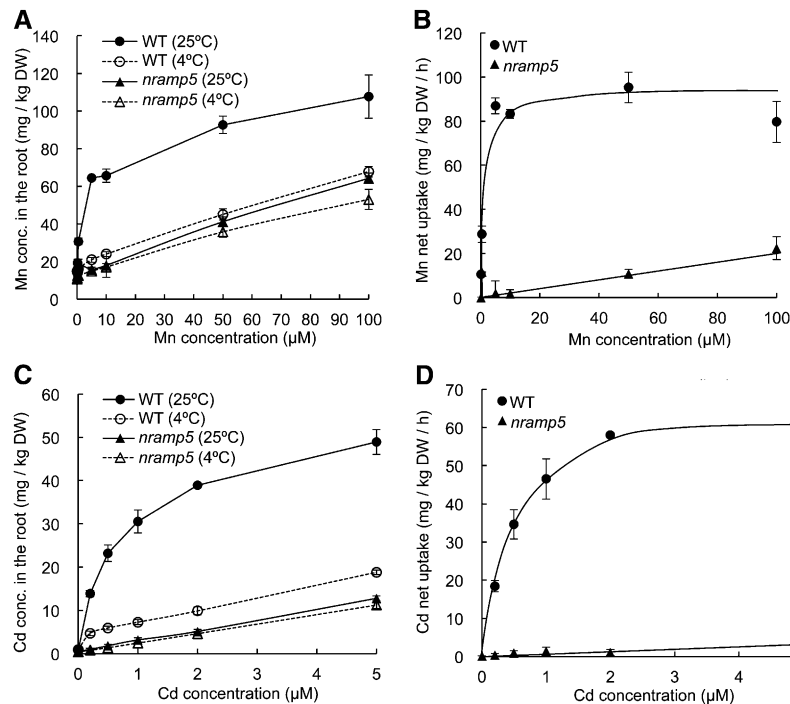 A
WT (25ºC)
WT (4ºC)
nramp5 (25ºC)
nramp5 (4ºC)
Mn conc. in the root (mg / kg DW)
140
120
100
80
60
40
20
0
0 10 20 30 40 50 60 70 80 90 100
Mn concentration (µM)
B
WT
nramp5
Mn net uptake (mg / kg DW / h)
120
100
80
60
40
20
0
0 20 40 60 80 100
Mn concentration (µM)
C
WT (25ºC)
WT (4ºC)
nramp5 (25ºC)
nramp5 (4ºC)
Cd conc. in the root (mg / kg DW)
60
50
40
30
20
10
0
0 1 2 3 4 5
Cd concentration (µM)
D
WT
nramp5
Cd net uptake (mg / kg DW / h)
70
60
50
40
30
20
10
0
0 1 2 3 4
Cd concentration (µM)